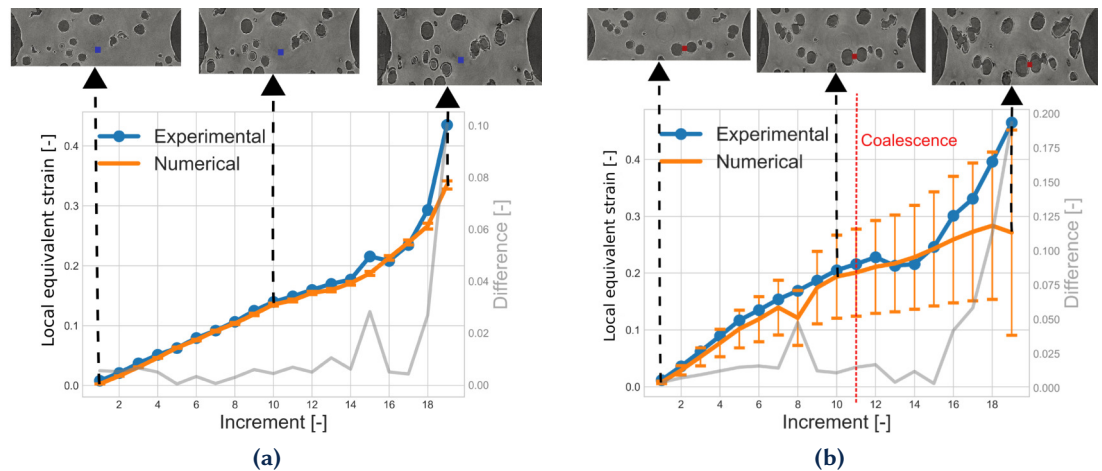 Experimental
Numerical
Local equivalent strain [-]
0.0
0.1
0.2
0.3
0.4
2 4 6 8 10 12 14 16 18
Increment [-]
0.00
0.02
0.04
0.06
0.08
0.10
Difference [-]
(a)
Experimental
Numerical
Coalescence
Local equivalent strain [-]
0.0
0.1
0.2
0.3
0.4
2 4 6 8 10 12 14 16 18
Increment [-]
0.000
0.025
0.050
0.075
0.100
0.125
0.150
0.175
0.200
Difference [-]
(b)